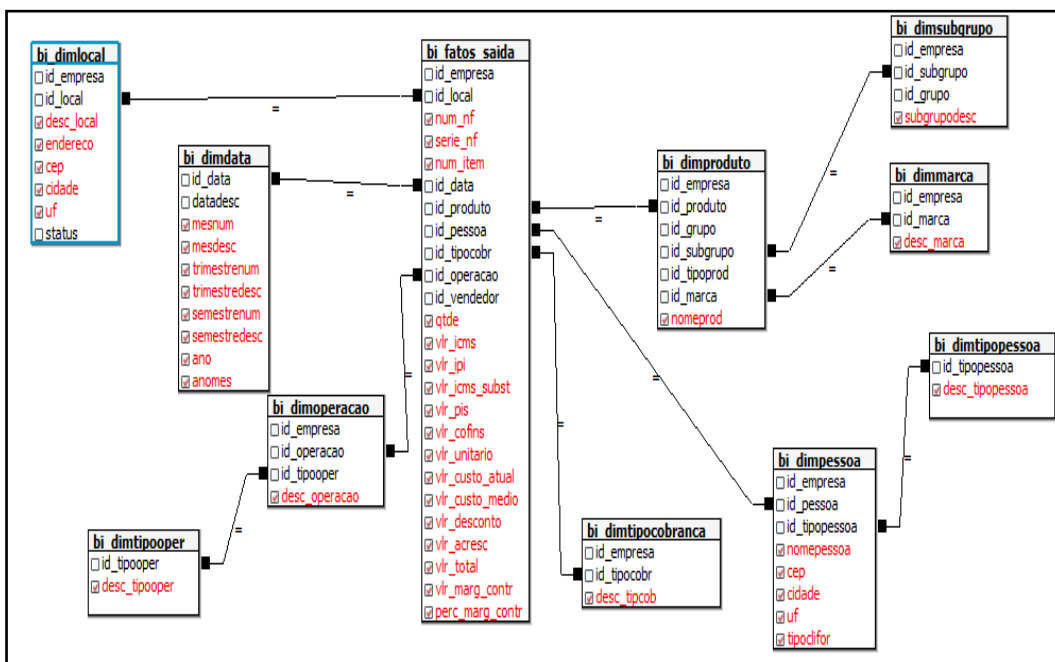 bi_dimlocal
id_empresa
id_local
desc_local
endereco
cep
cidade
uf
status
bi_dimdata
id_data
datadesc
mesnum
mesdesc
trimestrenum
trimestredesc
semestrenum
semestredesc
ano
anomes
bi_dimoperacao
id_empresa
id_operacao
id_tipooper
desc_operacao
bi_dimtipooper
id_tipooper
desc_tipooper
bi_fatos_saida
id_empresa
id_local
num_nf
serie_nf
num_item
id_data
id_produto
id_pessoa
id_tipocobr
id_operacao
id_vendedor
qtde
vlr_icms
vlr_ipi
vlr_icms_subst
vlr_pis
vlr_cofins
vlr_unitario
vlr_custo_atual
vlr_custo_medio
vlr_desconto
vlr_acresc
vlr_total
vlr_marg_contr
perc_marg_contr
bi_dimproduto
id_empresa
id_produto
id_grupo
id_subgrupo
id_tipoprod
id_marca
nomeprod
bi_dimsubgrupo
id_empresa
id_subgrupo
id_grupo
subgrupodesc
bi_dimmarca
id_empresa
id_marca
desc_marca
bi_dimtipopessoa
id_tipopessoa
desc_tipopessoa
bi_dimpessoa
id_empresa
id_pessoa
id_tipopessoa
nomepessoa
cep
cidade
uf
tipoclifor
bi_dimtipocobranca
id_empresa
id_tipocobr
desc_tipcob
=
=
=
=
=
=
=
=
=
=